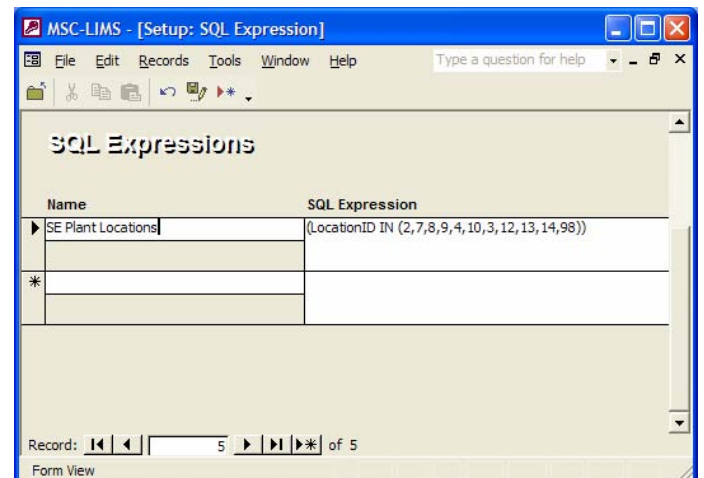 MSC-LIMS - [Setup: SQL Expression]
File Edit Records Tools Window Help Type a question for help
SQL Expressions
Name SQL Expression
SE Plant Locations (LocationID IN (2,7,8,9,4,10,3,12,13,14,98))
Record: 5 of 5
Form View